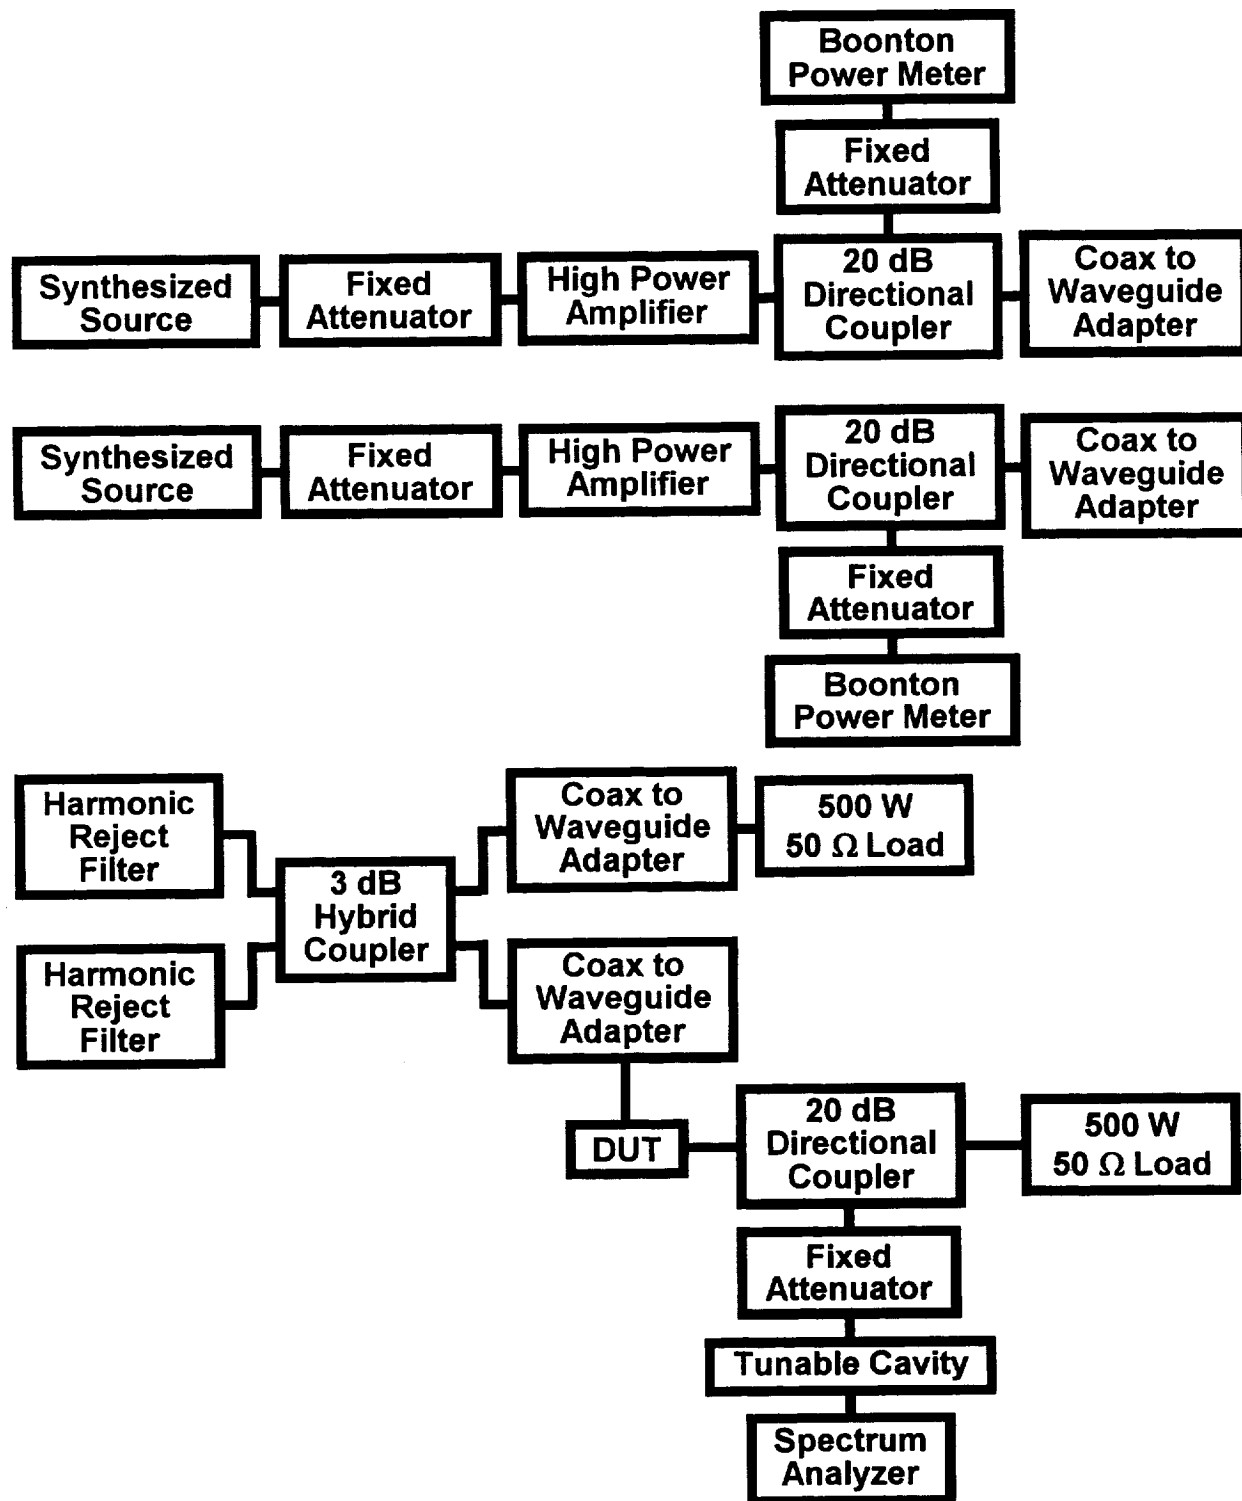 Boonton
Power Meter
Fixed
Attenuator
Synthesized
Source
Fixed
Attenuator
High Power
Amplifier
20 dB
Directional
Coupler
Coax to
Waveguide
Adapter
Synthesized
Source
Fixed
Attenuator
High Power
Amplifier
20 dB
Directional
Coupler
Coax to
Waveguide
Adapter
Fixed
Attenuator
Boonton
Power Meter
Harmonic
Reject
Filter
Coax to
Waveguide
Adapter
500 W
50 Ω Load
3 dB
Hybrid
Coupler
Harmonic
Reject
Filter
Coax to
Waveguide
Adapter
DUT
20 dB
Directional
Coupler
500 W
50 Ω Load
Fixed
Attenuator
Tunable Cavity
Spectrum
Analyzer